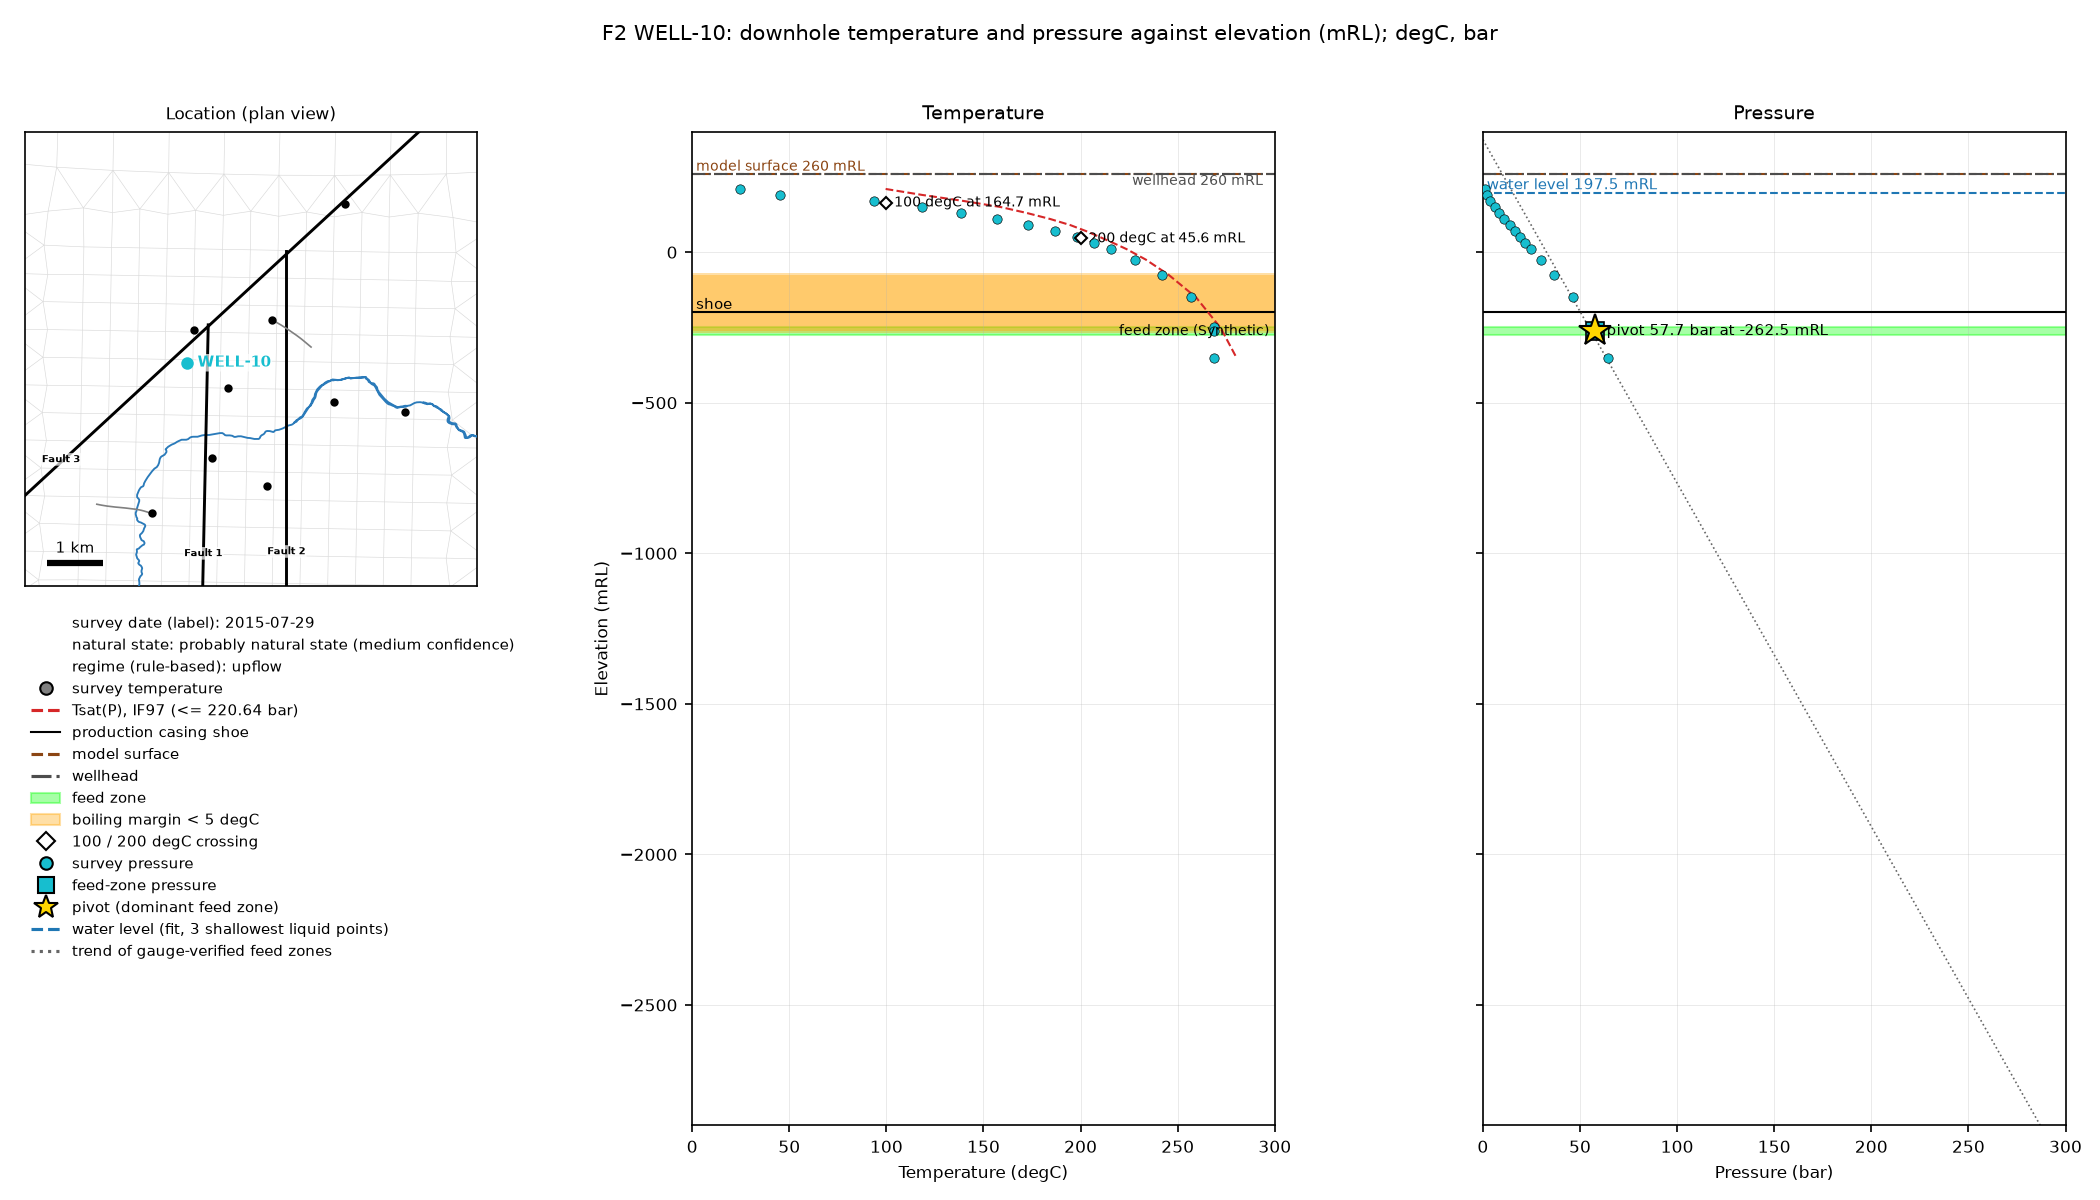 F2 WELL-10: downhole temperature and pressure against elevation (mRL); degC, bar
Location (plan view)
WELL-10
Fault 3
Fault 1
Fault 2
1 km
survey date (label): 2015-07-29
natural state: probably natural state (medium confidence)
regime (rule-based): upflow
survey temperature
Tsat(P), IF97 (<= 220.64 bar)
production casing shoe
model surface
wellhead
feed zone
boiling margin < 5 degC
100 / 200 degC crossing
survey pressure
feed-zone pressure
pivot (dominant feed zone)
water level (fit, 3 shallowest liquid points)
trend of gauge-verified feed zones
Temperature
model surface 260 mRL
wellhead 260 mRL
100 degC at 164.7 mRL
200 degC at 45.6 mRL
shoe
feed zone (Synthetic)
0
−500
−1000
−1500
−2000
−2500
Elevation (mRL)
0 50 100 150 200 250 300
Temperature (degC)
Pressure
water level 197.5 mRL
pivot 57.7 bar at -262.5 mRL
0 50 100 150 200 250 300
Pressure (bar)